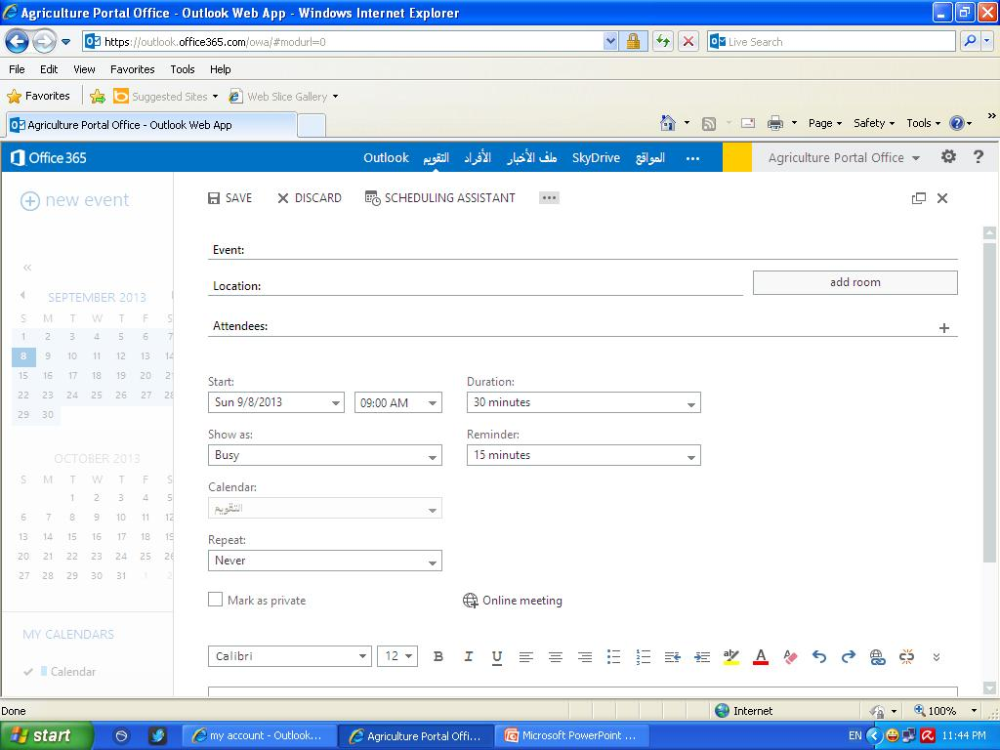 Agriculture Portal Office - Outlook Web App - Windows Internet Explorer
https://outlook.office365.com/owa/#modurl=0
Live Search
File Edit View Favorites Tools Help
Favorites Suggested Sites Web Slice Gallery
Agriculture Portal Office - Outlook Web App
Page Safety Tools
Office 365 Outlook التقويم الأفراد ملف الأخبار SkyDrive المواقع ••• Agriculture Portal Office ?
new event
SAVE DISCARD SCHEDULING ASSISTANT •••
Event:
Location: add room
Attendees: +
«
SEPTEMBER 2013
S M T W T F S
1 2 3 4 5 6 7
8 9 10 11 12 13 14
15 16 17 18 19 20 21
22 23 24 25 26 27 28
29 30
OCTOBER 2013
S M T W T F S
1 2 3 4 5
6 7 8 9 10 11 12
13 14 15 16 17 18 19
20 21 22 23 24 25 26
27 28 29 30 31 1 2
MY CALENDARS
Calendar
Start: Duration:
Sun 9/8/2013 09:00 AM 30 minutes
Show as: Reminder:
Busy 15 minutes
Calendar:
التقويم
Repeat:
Never
Mark as private Online meeting
Calibri 12 B I U
Done Internet 100%
start my account - Outlook... Agriculture Portal Offi... Microsoft PowerPoint ... EN 11:44 PM